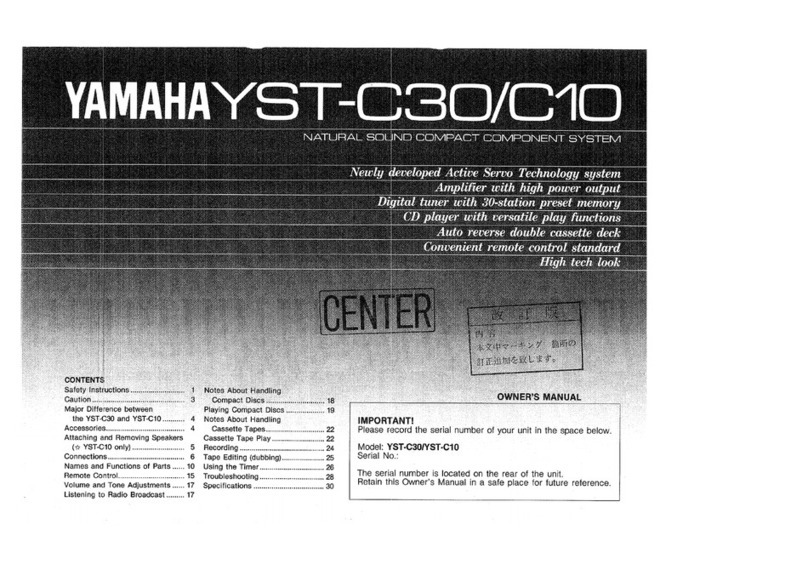 YAMAHA YST-C30/C10
NATURAL SOUND COMPACT COMPONENT SYSTEM
Newly developed Active Servo Technology system
Amplifier with high power output
Digital tuner with 30-station preset memory
CD player with versatile play functions
Auto reverse double cassette deck
Convenient remote control standard
High tech look
CENTER
改訂版
内容
本文中マーキング箇所の
訂正追加を致します。
CONTENTS
Safety Instructions ........................ 1
Caution ........................................ 3
Major Difference between
the YST-C30 and YST-C10 .......... 4
Accessories ................................... 4
Attaching and Removing Speakers
(☆ YST-C10 only) ........................ 5
Connections .................................. 6
Names and Functions of Parts ...... 10
Remote Control .............................. 15
Volume and Tone Adjustments ...... 17
Listening to Radio Broadcast ........ 17
Notes About Handling
Compact Discs ........................... 18
Playing Compact Discs .................. 19
Notes About Handling
Cassette Tapes ........................... 22
Cassette Tape Play ........................ 22
Recording ...................................... 24
Tape Editing (dubbing) ................... 25
Using the Timer ............................. 26
Troubleshooting ............................. 28
Specifications ................................ 30
OWNER'S MANUAL
IMPORTANT!
Please record the serial number of your unit in the space below.
Model: YST-C30/YST-C10
Serial No.:
The serial number is located on the rear of the unit.
Retain this Owner's Manual in a safe place for future reference.